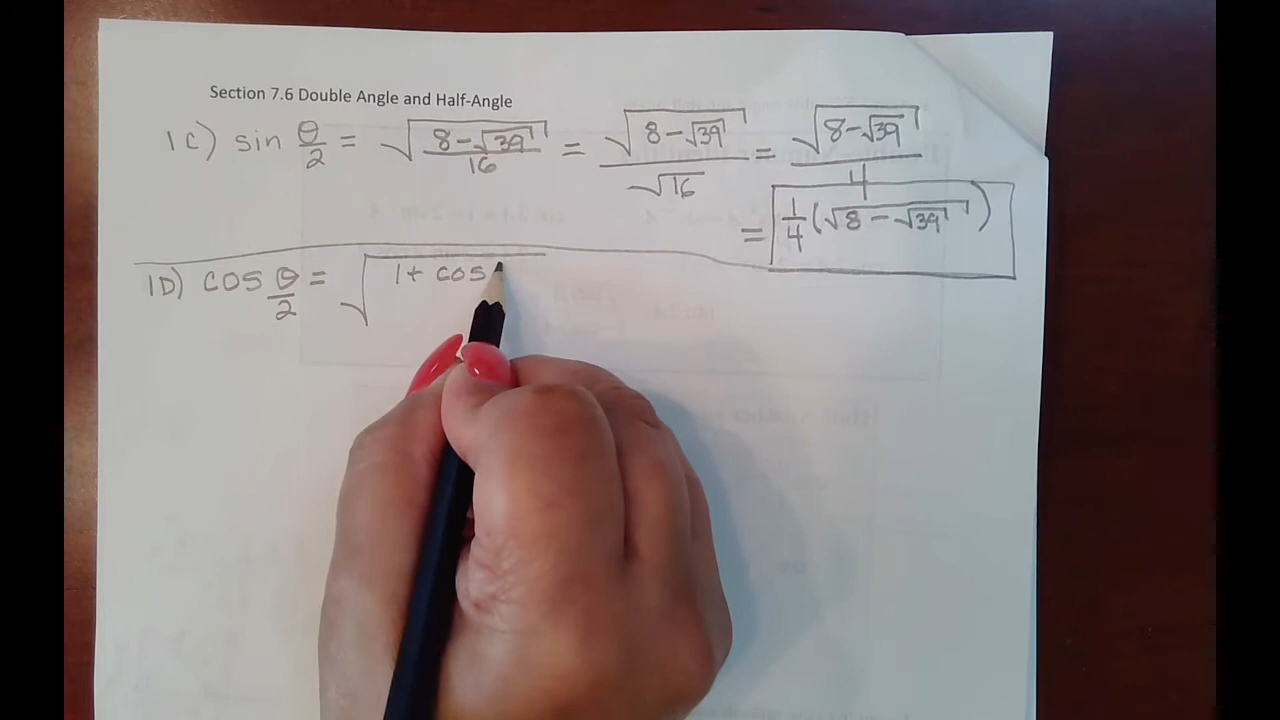 Section 7.6 Double Angle and Half-Angle
1C) sin θ/2 = √((8-√39)/16) = √(8-√39)/√16 = √(8-√39)/4
= 1/4 (√(8-√39))
1D) cos θ/2 = √(1+ cos